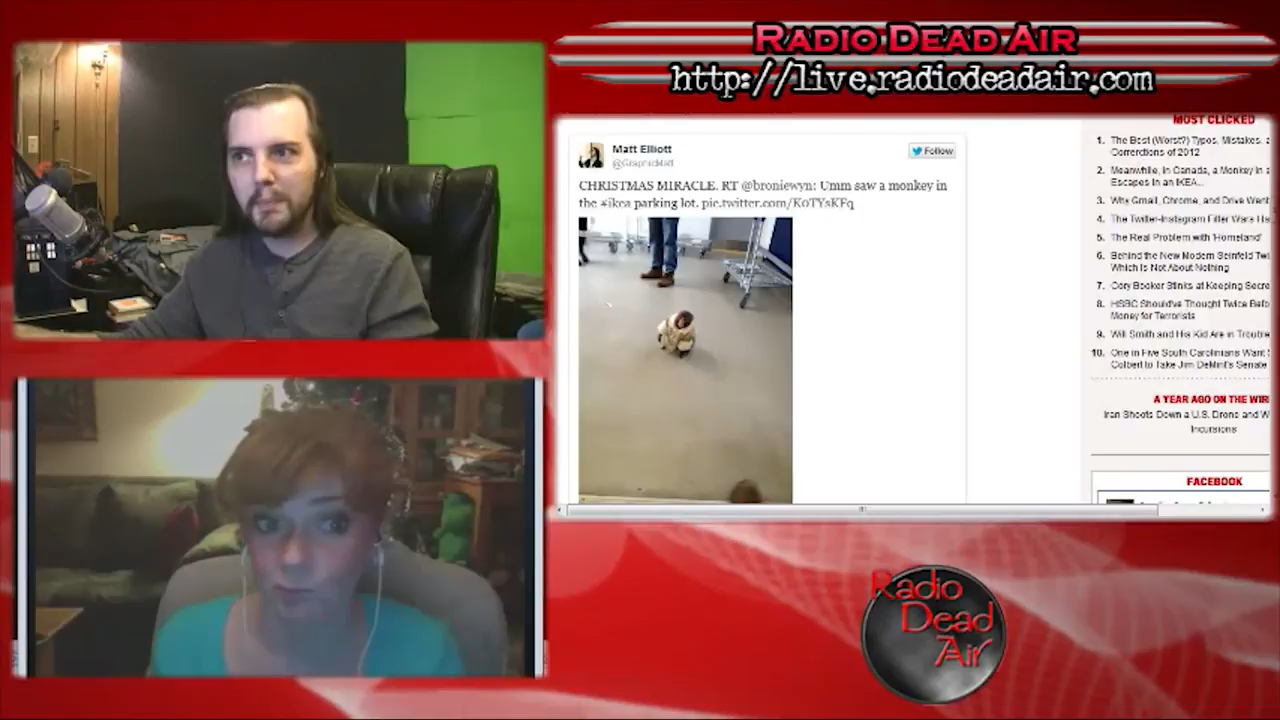 RADIO DEAD AIR
http://live.radiodeadair.com
Matt Elliott
@GraphicMatt
Follow
CHRISTMAS MIRACLE. RT @broniewyn: Umm saw a monkey in
the #ikea parking lot. pic.twitter.com/K0TYsKFq
MOST CLICKED
1. The Best (Worst?) Typos, Mistakes, a
Corrections of 2012
2. Meanwhile, in Canada, a Monkey in a
Escapes in an IKEA...
3. Why Gmail, Chrome, and Drive Went
4. The Twitter-Instagram Filter Wars Ha
5. The Real Problem with 'Homeland'
6. Behind the New Modern Seinfeld Twi
Which Is Not About Nothing
7. Cory Booker Stinks at Keeping Secre
8. HSBC Should've Thought Twice Befo
Money for Terrorists
9. Will Smith and His Kid Are in Trouble
10. One in Five South Carolinians Want S
Colbert to Take Jim DeMint's Senate
A YEAR AGO ON THE WIR
Iran Shoots Down a U.S. Drone and W
Incursions
FACEBOOK
Radio
Dead
Air